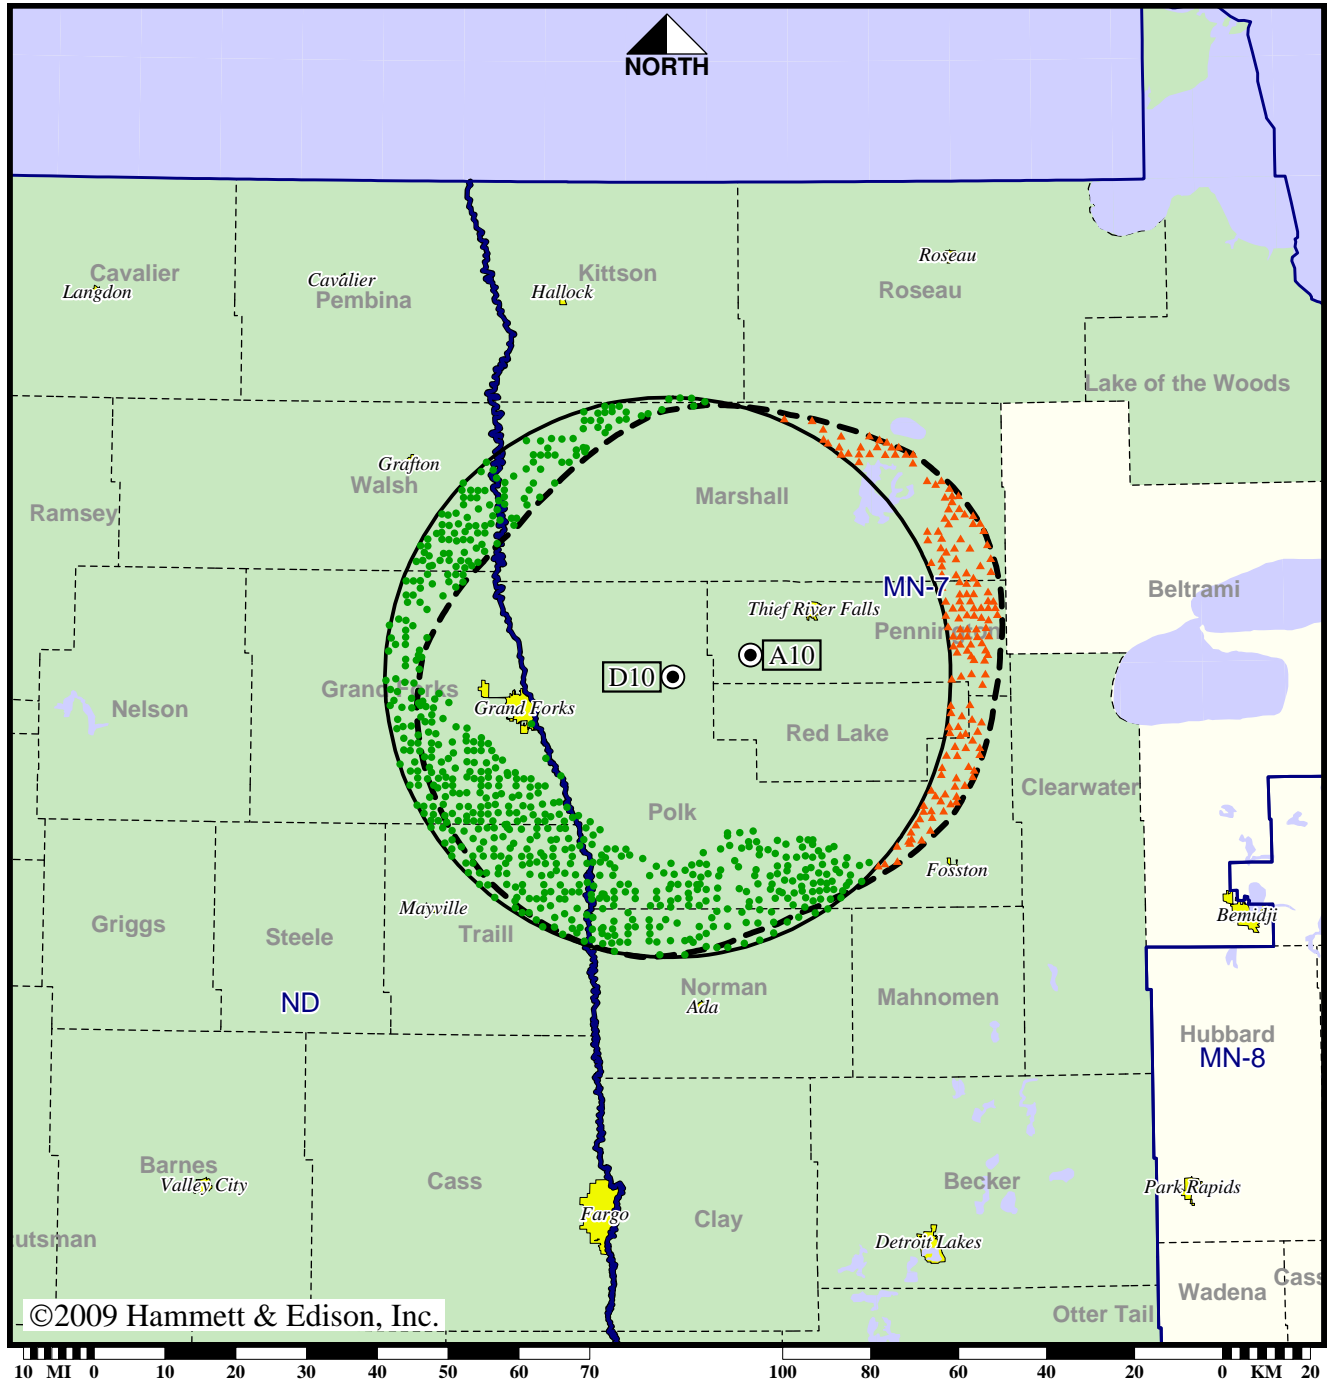 NORTH
Roseau
Cavalier
Kittson
Cavalier
Roseau
Langdon
Pembina
Hallock
Lake of the Woods
Grafton
Walsh
Marshall
Ramsey
MN-7
Beltrami
Thief River Falls
Pennington
A10
D10
Grand Forks
Nelson
Grand Forks
Red Lake
Clearwater
Polk
Fosston
Mayville
Bemidji
Griggs
Steele
Traill
Norman
Mahnomen
ND
Ada
Hubbard
MN-8
Barnes
Valley City
Cass
Becker
Park Rapids
Fargo
Clay
Detroit Lakes
utsman
Cass
Wadena
©2009 Hammett & Edison, Inc.
Otter Tail
10 MI 0 10 20 30 40 50 60 70 100 80 60 40 20 0 KM 20